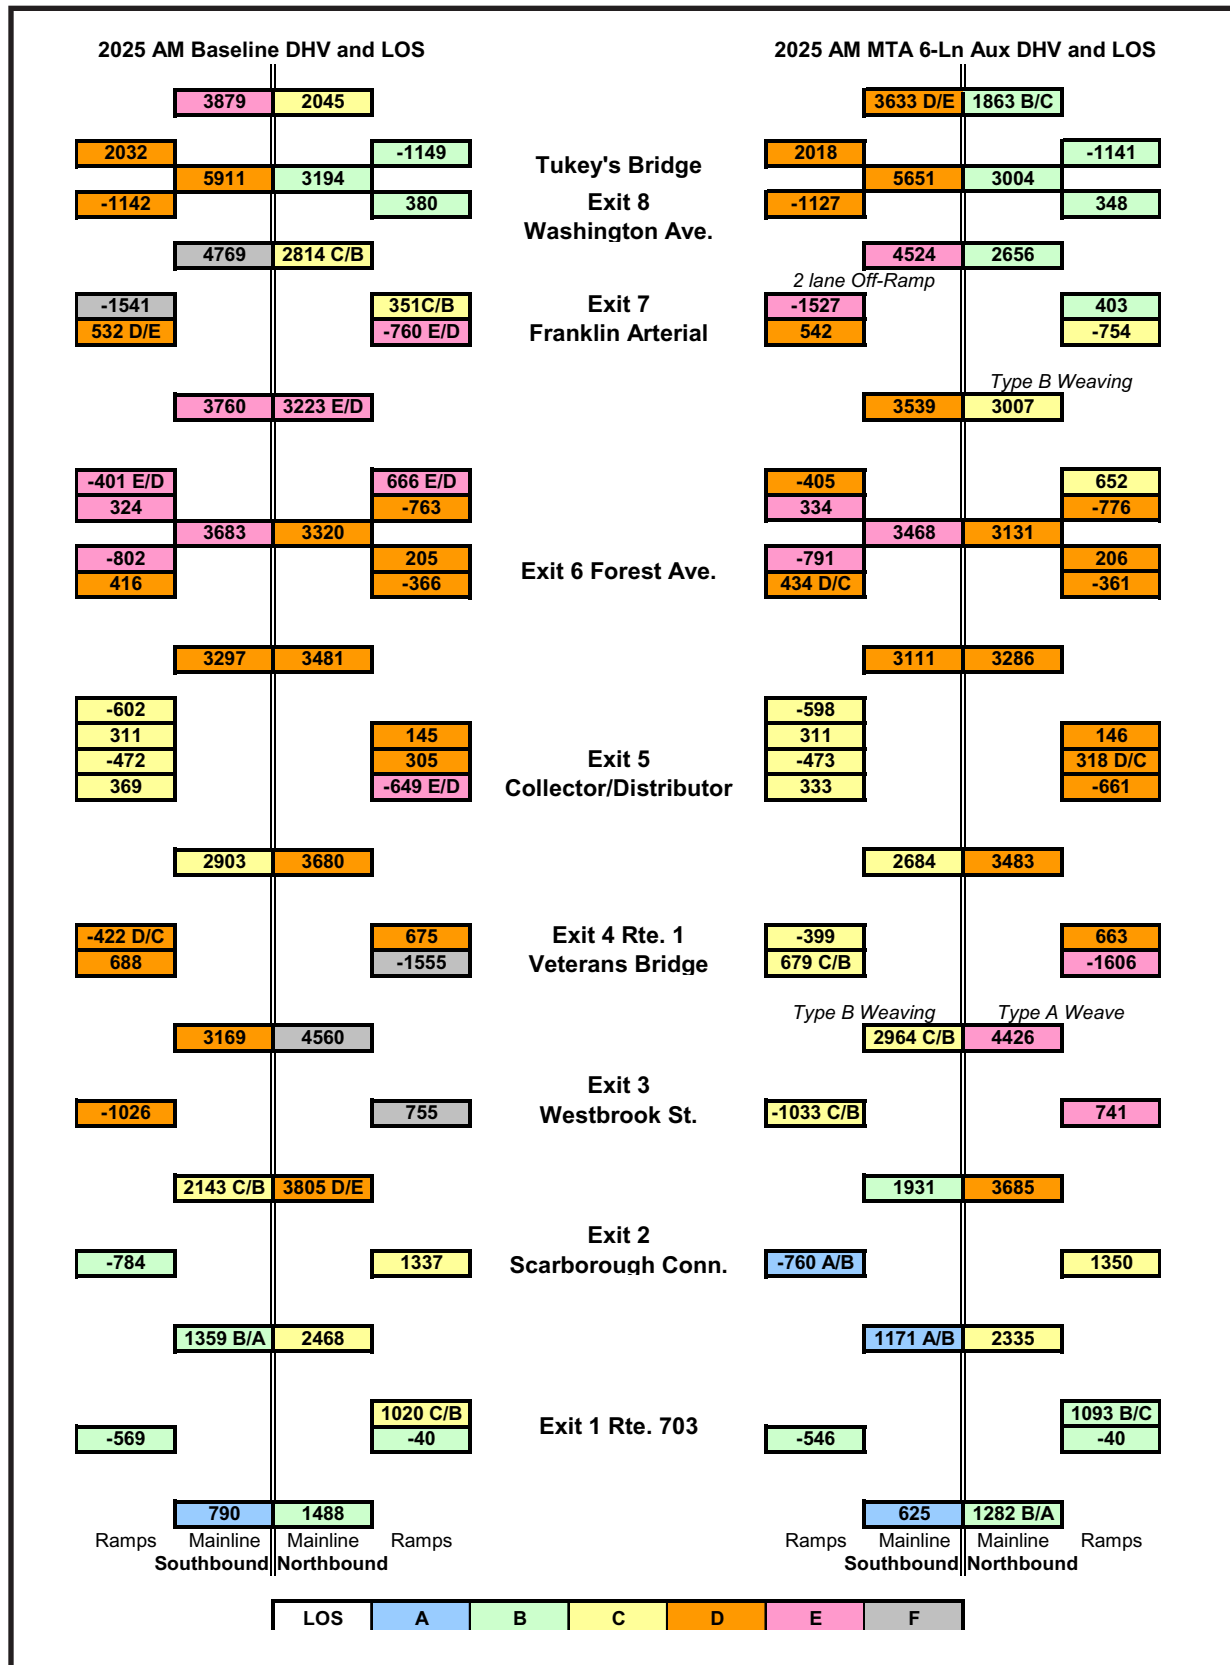 2025 AM Baseline DHV and LOS 2025 AM MTA 6-Ln Aux DHV and LOS
3879 2045 3633 D/E 1863 B/C
2032 -1149 2018 -1141
Tukey's Bridge
5911 3194 5651 3004
-1142 380 Exit 8 -1127 348
Washington Ave.
4769 2814 C/B 4524 2656
2 lane Off-Ramp
-1541 351C/B Exit 7 -1527 403
532 D/E -760 E/D Franklin Arterial 542 -754
Type B Weaving
3760 3223 E/D 3539 3007
-401 E/D 666 E/D -405 652
324 -763 334 -776
3683 3320 3468 3131
-802 205 -791 206
Exit 6 Forest Ave.
416 -366 434 D/C -361
3297 3481 3111 3286
-602 -598
311 145 311 146
-472 305 Exit 5 -473 318 D/C
369 -649 E/D Collector/Distributor 333 -661
2903 3680 2684 3483
-422 D/C 675 Exit 4 Rte. 1 -399 663
688 -1555 Veterans Bridge 679 C/B -1606
Type B Weaving Type A Weave
3169 4560 2964 C/B 4426
Exit 3
-1026 755 Westbrook St. -1033 C/B 741
2143 C/B 3805 D/E 1931 3685
Exit 2
-784 1337 Scarborough Conn. -760 A/B 1350
1359 B/A 2468 1171 A/B 2335
1020 C/B 1093 B/C
Exit 1 Rte. 703
-569 -40 -546 -40
790 1488 625 1282 B/A
Ramps Mainline Mainline Ramps Ramps Mainline Mainline Ramps
Southbound Northbound Southbound Northbound
LOS A B C D E F